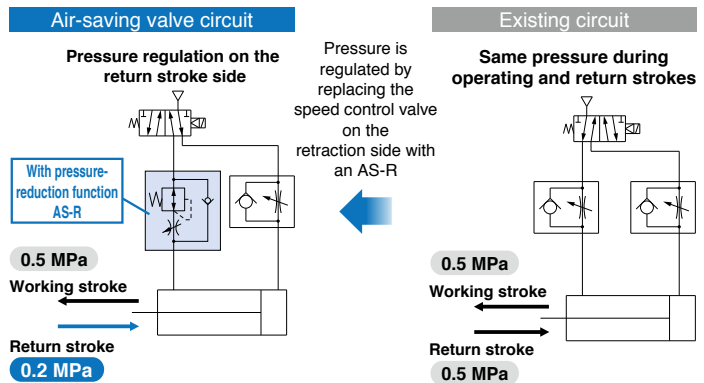 Air-saving valve circuit
Pressure regulation on the
return stroke side
With pressure-
reduction function
AS-R
0.5 MPa
Working stroke
Return stroke
0.2 MPa
Pressure is
regulated by
replacing the
speed control valve
on the
retraction side with
an AS-R
Existing circuit
Same pressure during
operating and return strokes
0.5 MPa
Working stroke
Return stroke
0.5 MPa